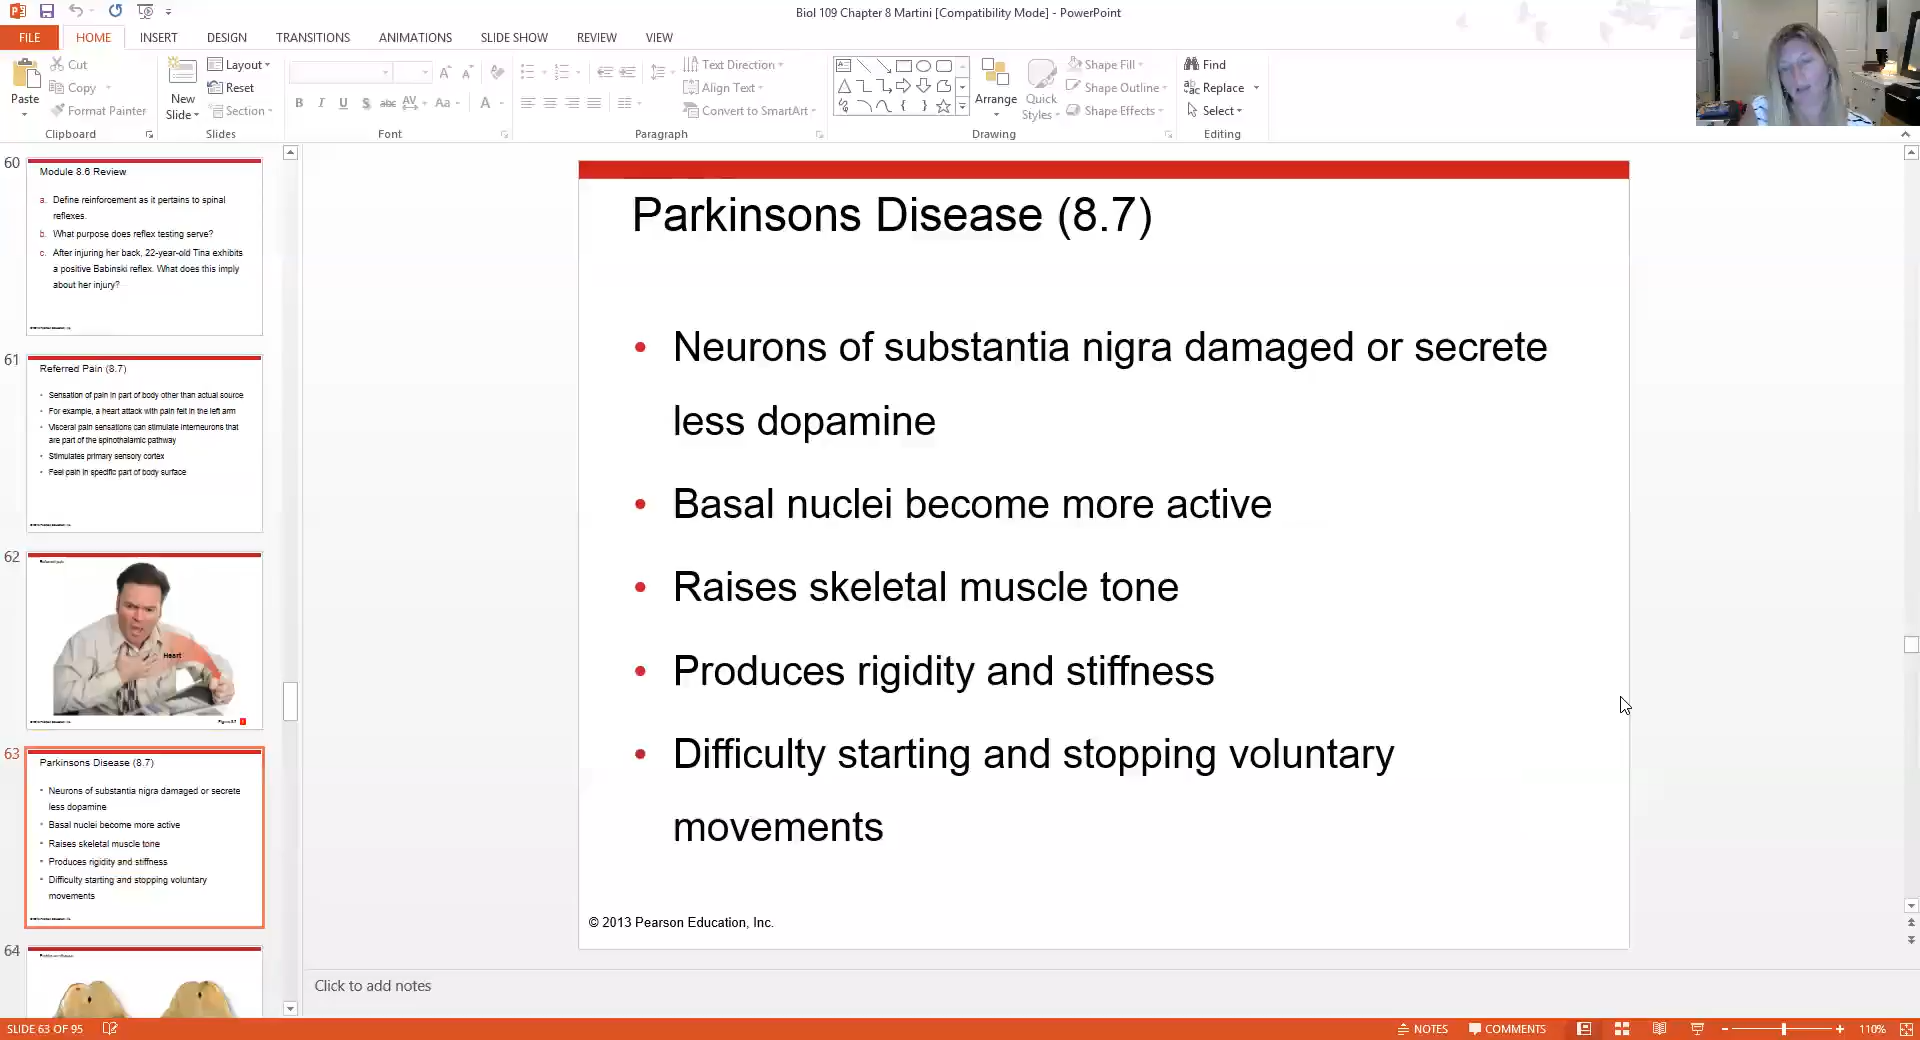 Biol 109 Chapter 8 Martini [Compatibility Mode] - PowerPoint
FILE HOME INSERT DESIGN TRANSITIONS ANIMATIONS SLIDE SHOW REVIEW VIEW
Paste
Cut
Copy
Format Painter
Clipboard
New
Slide
Layout
Reset
Section
Slides
B I U S abc AV Aa A
Font
Paragraph
Text Direction
Align Text
Convert to SmartArt
Arrange
Quick
Styles
Shape Fill
Shape Outline
Shape Effects
Drawing
Find
Replace
Select
Editing
60
Module 8.6 Review
a. Define reinforcement as it pertains to spinal
reflexes.
b. What purpose does reflex testing serve?
c. After injuring her back, 22-year-old Tina exhibits
a positive Babinski reflex. What does this imply
about her injury?
61
Referred Pain (8.7)
• Sensation of pain in part of body other than actual source
• For example, a heart attack with pain felt in the left arm
• Visceral pain sensations can stimulate interneurons that
are part of the spinothalamic pathway
• Stimulates primary sensory cortex
• Feel pain in specific part of body surface
62
Heart
63
Parkinsons Disease (8.7)
• Neurons of substantia nigra damaged or secrete
less dopamine
• Basal nuclei become more active
• Raises skeletal muscle tone
• Produces rigidity and stiffness
• Difficulty starting and stopping voluntary
movements
64
Parkinsons Disease (8.7)
• Neurons of substantia nigra damaged or secrete
less dopamine
• Basal nuclei become more active
• Raises skeletal muscle tone
• Produces rigidity and stiffness
• Difficulty starting and stopping voluntary
movements
© 2013 Pearson Education, Inc.
Click to add notes
SLIDE 63 OF 95
NOTES COMMENTS 110%